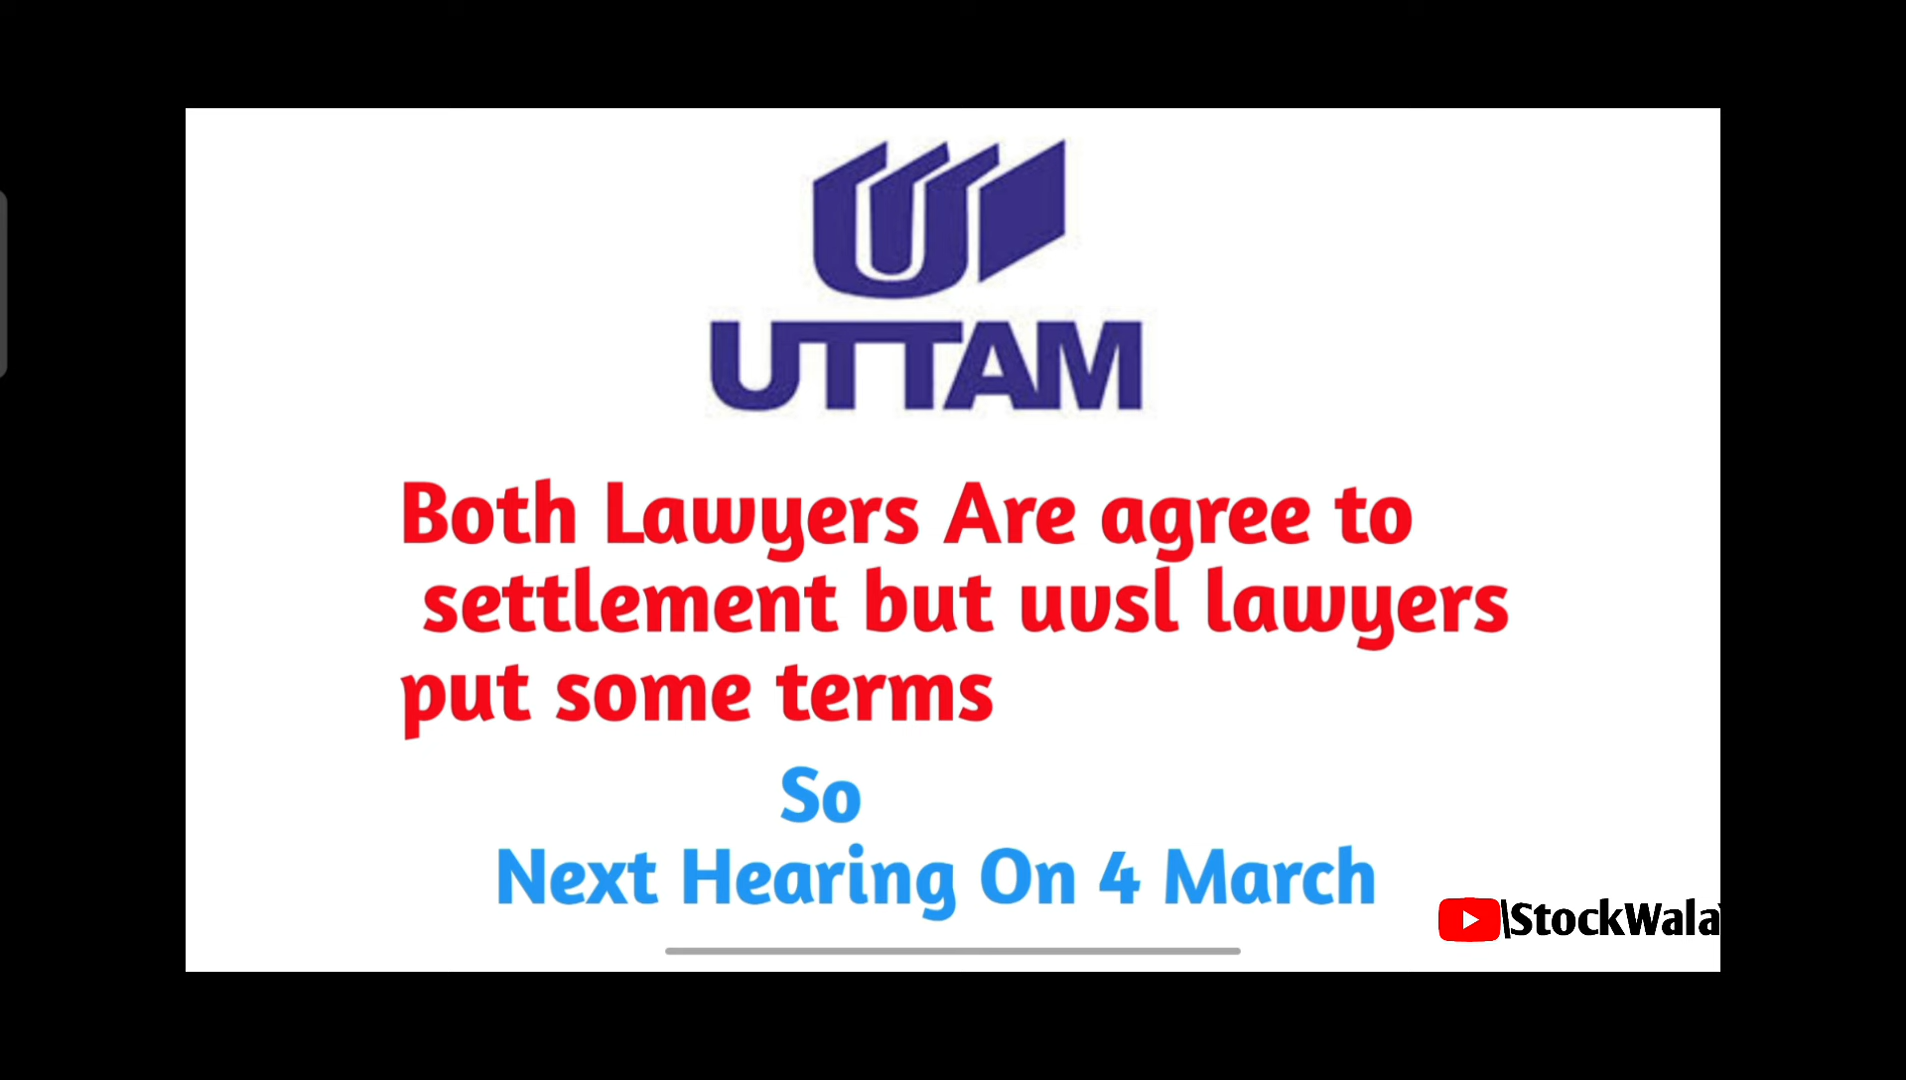 UTTAM
Both Lawyers Are agree to
settlement but uvsl lawyers
put some terms
So
Next Hearing On 4 March
\StockWala\